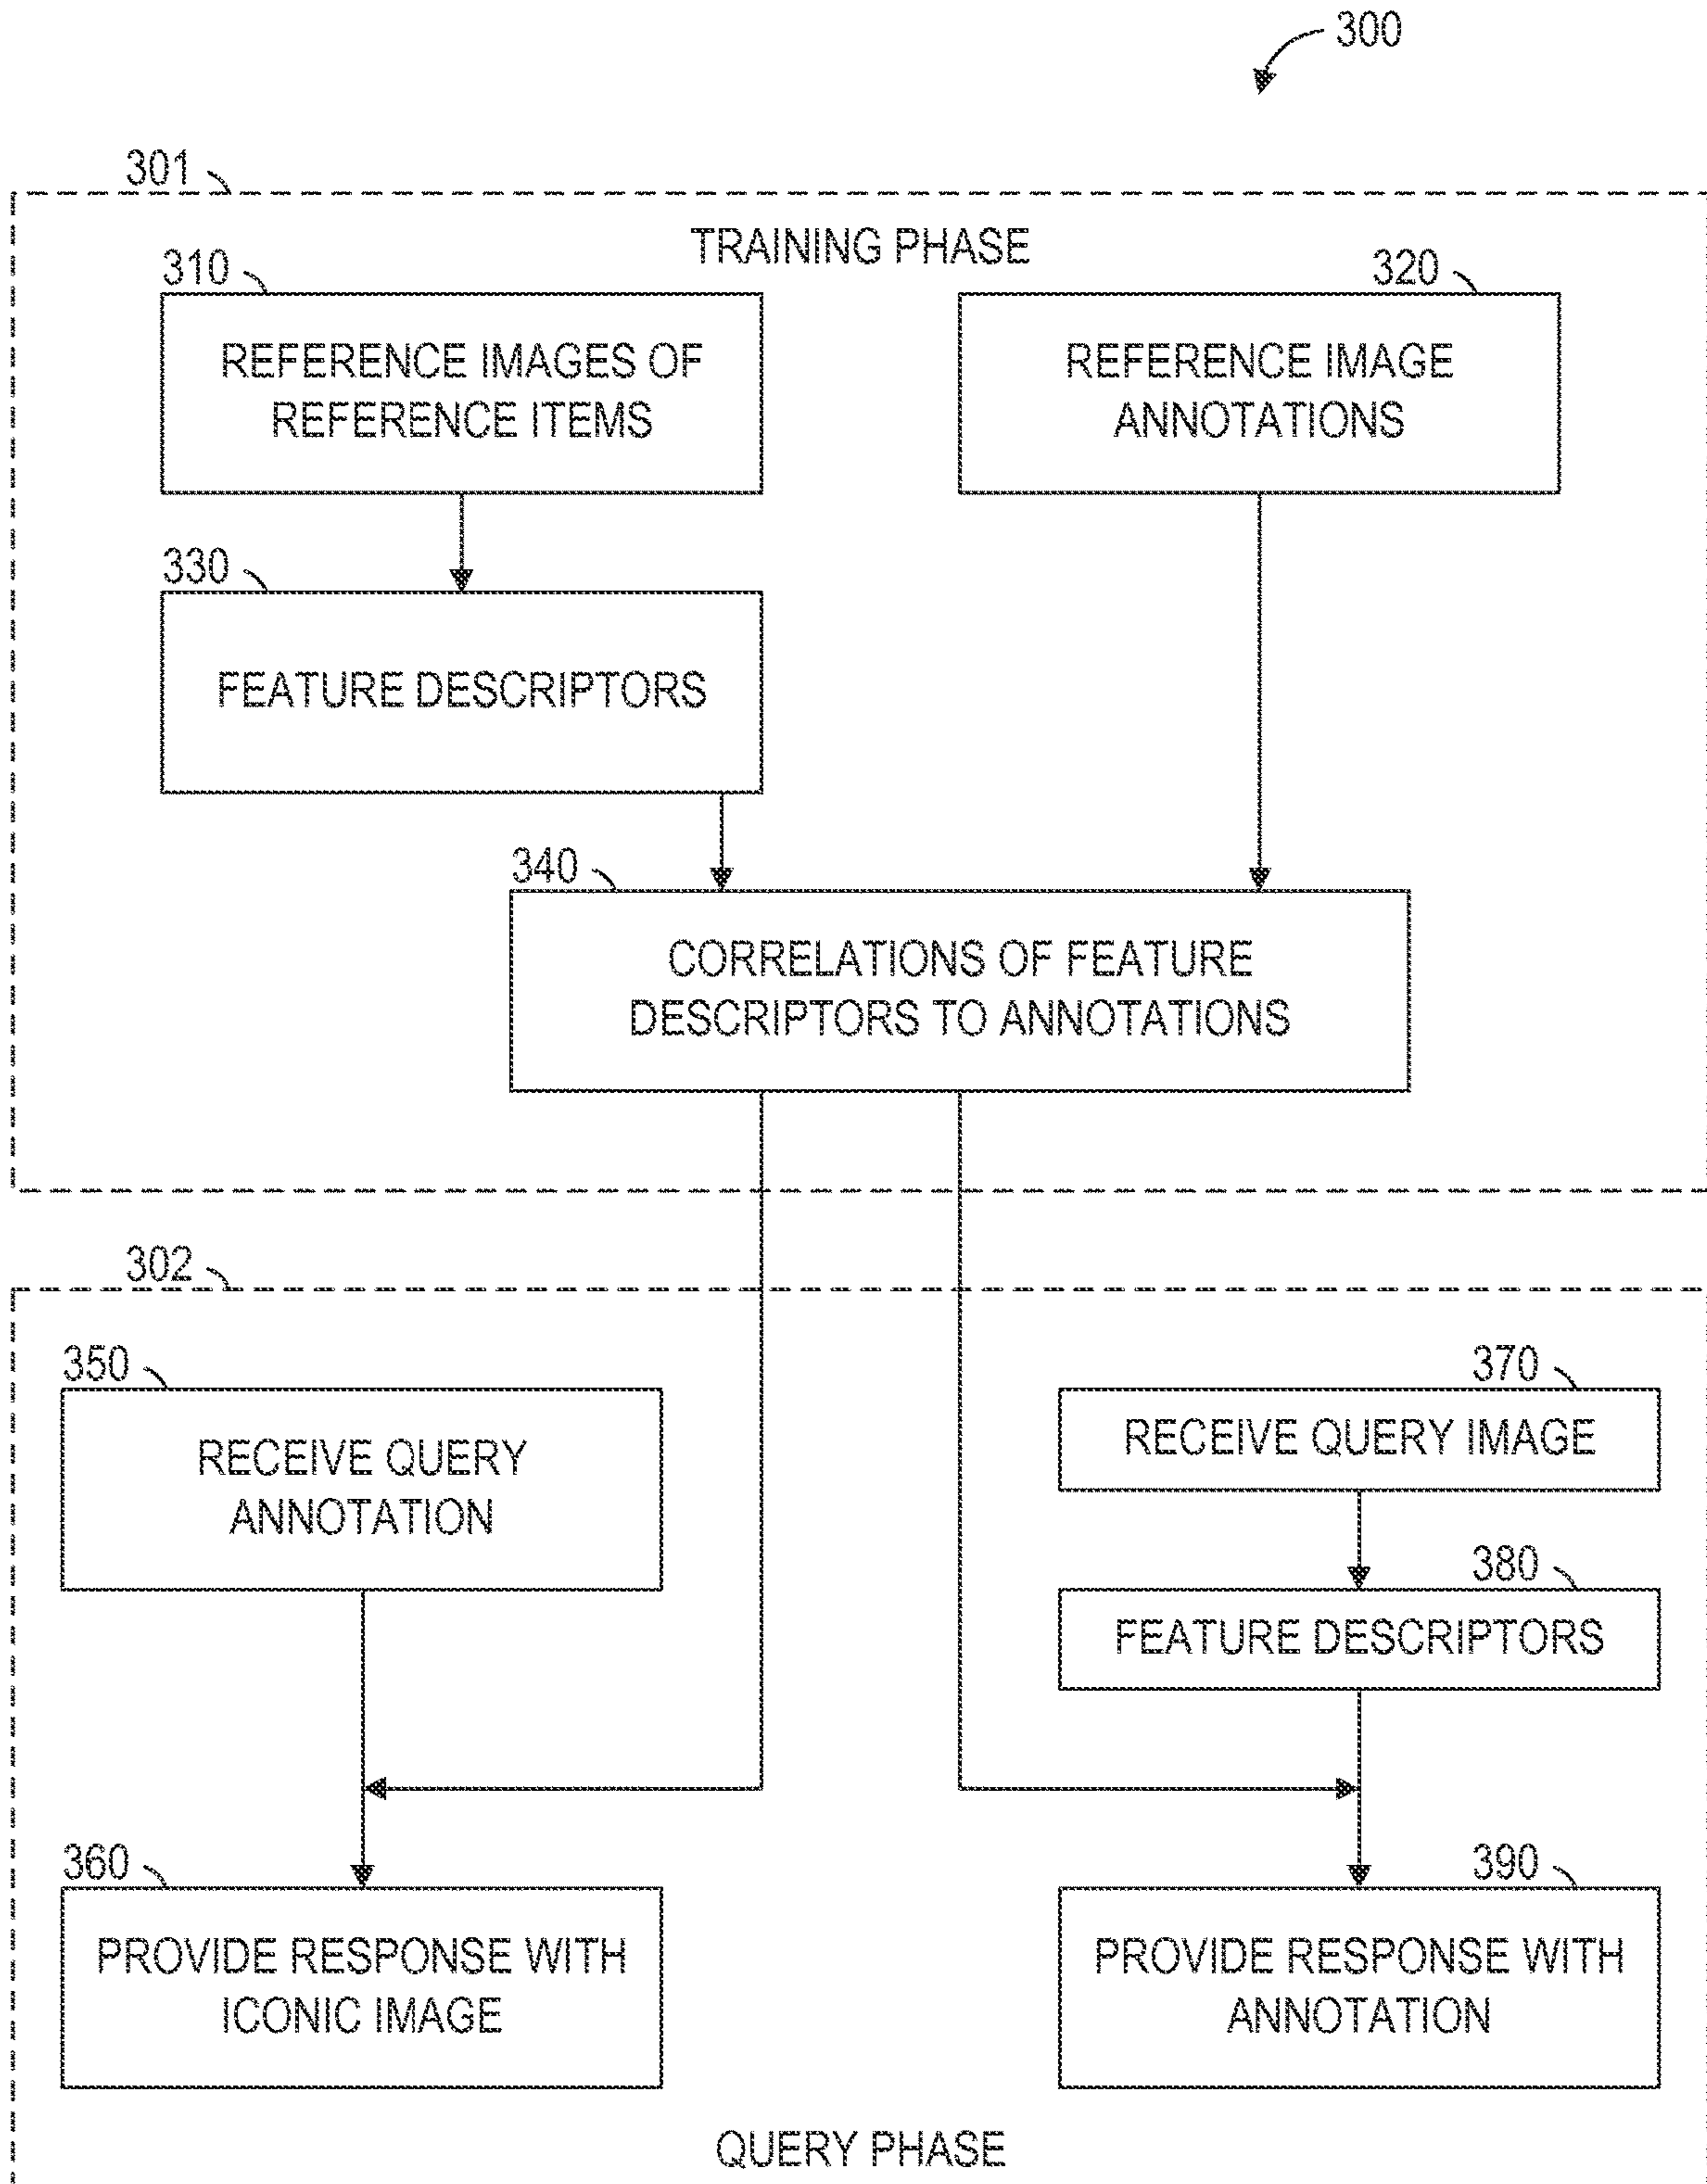 300
301
TRAINING PHASE
310
REFERENCE IMAGES OF
REFERENCE ITEMS
320
REFERENCE IMAGE
ANNOTATIONS
330
FEATURE DESCRIPTORS
340
CORRELATIONS OF FEATURE
DESCRIPTORS TO ANNOTATIONS
302
350
RECEIVE QUERY
ANNOTATION
370
RECEIVE QUERY IMAGE
380
FEATURE DESCRIPTORS
360
PROVIDE RESPONSE WITH
ICONIC IMAGE
390
PROVIDE RESPONSE WITH
ANNOTATION
QUERY PHASE